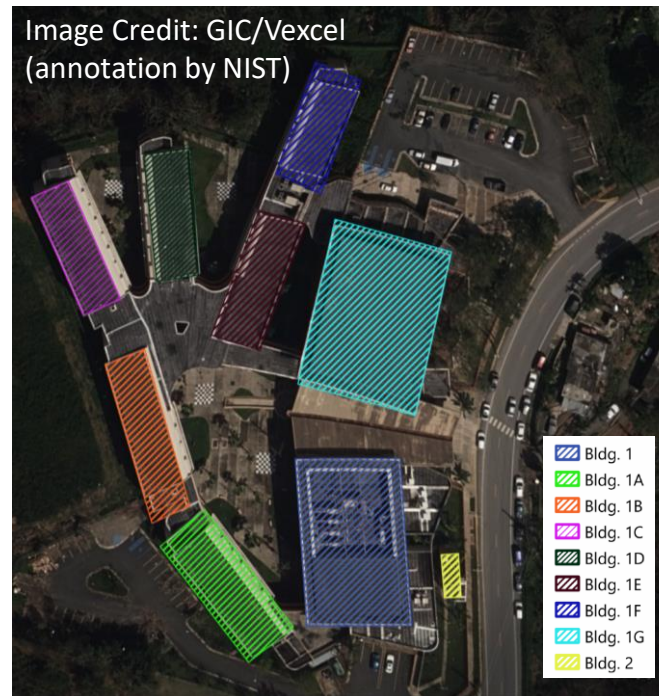 Image Credit: GIC/Vexcel
(annotation by NIST)
Bldg. 1
Bldg. 1A
Bldg. 1B
Bldg. 1C
Bldg. 1D
Bldg. 1E
Bldg. 1F
Bldg. 1G
Bldg. 2